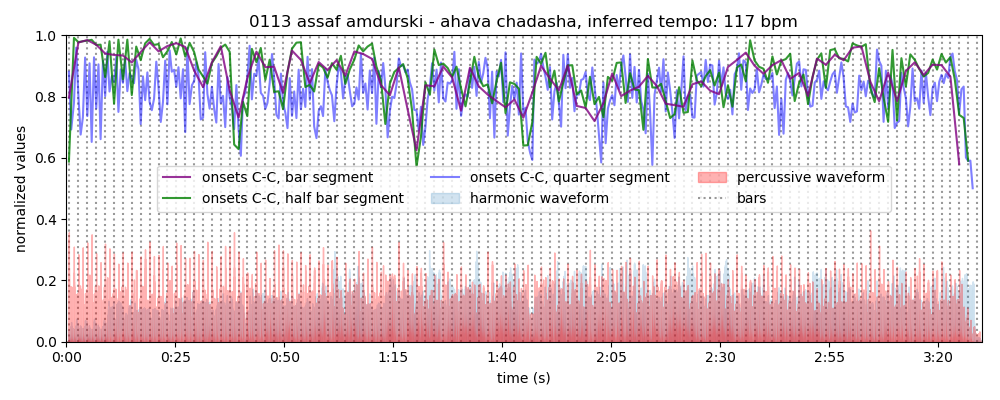 0113 assaf amdurski - ahava chadasha, inferred tempo: 117 bpm
1.0
0.8
0.6
0.4
0.2
0.0
normalized values
onsets C-C, bar segment
onsets C-C, half bar segment
onsets C-C, quarter segment
harmonic waveform
percussive waveform
bars
0:00 0:25 0:50 1:15 1:40 2:05 2:30 2:55 3:20
time (s)